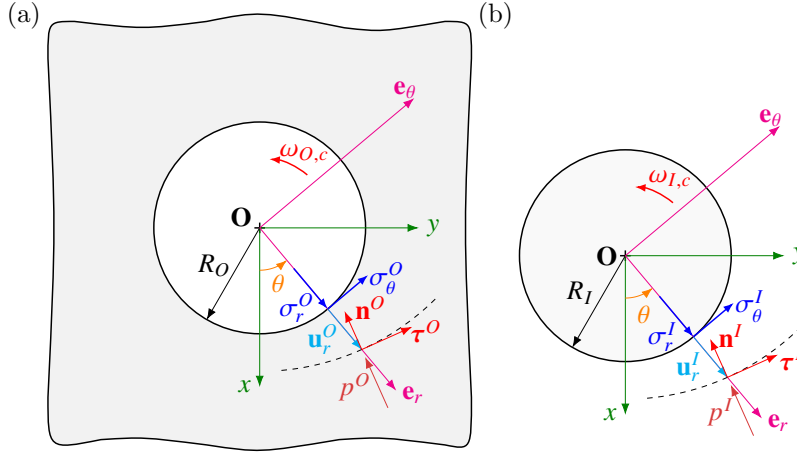 (a)
(b)
e_θ
ω_{O,c}
O
y
R_O
θ
σ_r^O
σ_θ^O
n^O
u_r^O
τ^O
x
p^O
e_r
e_θ
ω_{I,c}
O
y
R_I
θ
σ_r^I
σ_θ^I
n^I
u_r^I
x
p^I
e_r